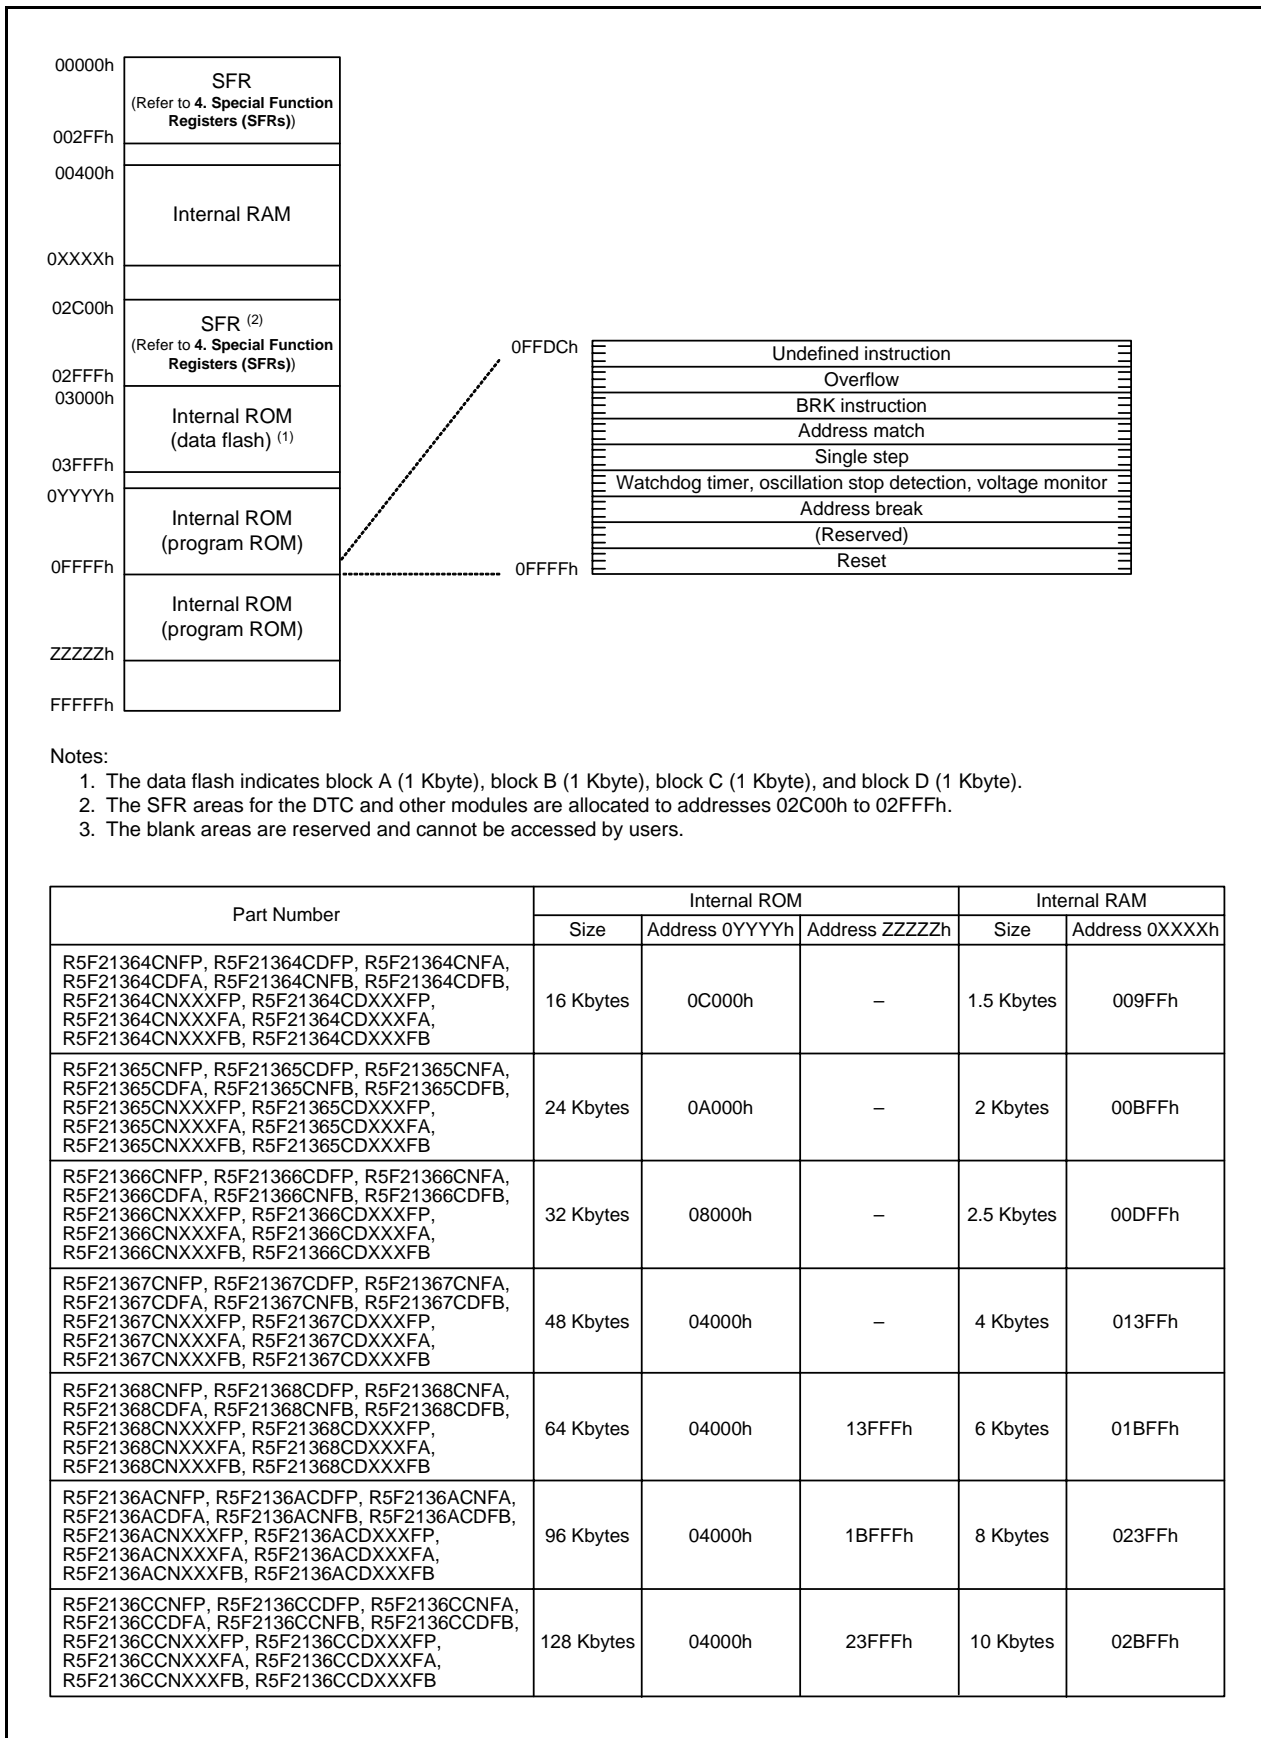 00000h
SFR
(Refer to 4. Special Function
Registers (SFRs))
002FFh
00400h
Internal RAM
0XXXXh
02C00h
SFR (2)
(Refer to 4. Special Function
Registers (SFRs))
02FFFh
03000h
Internal ROM
(data flash) (1)
03FFFh
0YYYYh
Internal ROM
(program ROM)
0FFFFh
Internal ROM
(program ROM)
ZZZZZh
FFFFFh
0FFDCh
Undefined instruction
Overflow
BRK instruction
Address match
Single step
Watchdog timer, oscillation stop detection, voltage monitor
Address break
(Reserved)
0FFFFh
Reset
Notes:
1. The data flash indicates block A (1 Kbyte), block B (1 Kbyte), block C (1 Kbyte), and block D (1 Kbyte).
2. The SFR areas for the DTC and other modules are allocated to addresses 02C00h to 02FFFh.
3. The blank areas are reserved and cannot be accessed by users.
Part Number
Internal ROM
Internal RAM
Size
Address 0YYYYh
Address ZZZZZh
Size
Address 0XXXXh
R5F21364CNFP, R5F21364CDFP, R5F21364CNFA,
R5F21364CDFA, R5F21364CNFB, R5F21364CDFB,
R5F21364CNXXXFP, R5F21364CDXXXFP,
R5F21364CNXXXFA, R5F21364CDXXXFA,
R5F21364CNXXXFB, R5F21364CDXXXFB
16 Kbytes
0C000h
–
1.5 Kbytes
009FFh
R5F21365CNFP, R5F21365CDFP, R5F21365CNFA,
R5F21365CDFA, R5F21365CNFB, R5F21365CDFB,
R5F21365CNXXXFP, R5F21365CDXXXFP,
R5F21365CNXXXFA, R5F21365CDXXXFA,
R5F21365CNXXXFB, R5F21365CDXXXFB
24 Kbytes
0A000h
–
2 Kbytes
00BFFh
R5F21366CNFP, R5F21366CDFP, R5F21366CNFA,
R5F21366CDFA, R5F21366CNFB, R5F21366CDFB,
R5F21366CNXXXFP, R5F21366CDXXXFP,
R5F21366CNXXXFA, R5F21366CDXXXFA,
R5F21366CNXXXFB, R5F21366CDXXXFB
32 Kbytes
08000h
–
2.5 Kbytes
00DFFh
R5F21367CNFP, R5F21367CDFP, R5F21367CNFA,
R5F21367CDFA, R5F21367CNFB, R5F21367CDFB,
R5F21367CNXXXFP, R5F21367CDXXXFP,
R5F21367CNXXXFA, R5F21367CDXXXFA,
R5F21367CNXXXFB, R5F21367CDXXXFB
48 Kbytes
04000h
–
4 Kbytes
013FFh
R5F21368CNFP, R5F21368CDFP, R5F21368CNFA,
R5F21368CDFA, R5F21368CNFB, R5F21368CDFB,
R5F21368CNXXXFP, R5F21368CDXXXFP,
R5F21368CNXXXFA, R5F21368CDXXXFA,
R5F21368CNXXXFB, R5F21368CDXXXFB
64 Kbytes
04000h
13FFFh
6 Kbytes
01BFFh
R5F2136ACNFP, R5F2136ACDFP, R5F2136ACNFA,
R5F2136ACDFA, R5F2136ACNFB, R5F2136ACDFB,
R5F2136ACNXXXFP, R5F2136ACDXXXFP,
R5F2136ACNXXXFA, R5F2136ACDXXXFA,
R5F2136ACNXXXFB, R5F2136ACDXXXFB
96 Kbytes
04000h
1BFFFh
8 Kbytes
023FFh
R5F2136CCNFP, R5F2136CCDFP, R5F2136CCNFA,
R5F2136CCDFA, R5F2136CCNFB, R5F2136CCDFB,
R5F2136CCNXXXFP, R5F2136CCDXXXFP,
R5F2136CCNXXXFA, R5F2136CCDXXXFA,
R5F2136CCNXXXFB, R5F2136CCDXXXFB
128 Kbytes
04000h
23FFFh
10 Kbytes
02BFFh